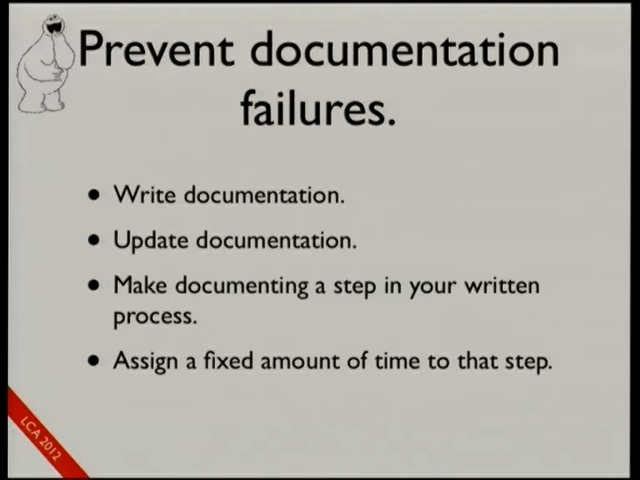 Prevent documentation
failures.
• Write documentation.
• Update documentation.
• Make documenting a step in your written
process.
• Assign a fixed amount of time to that step.
LCA 2012